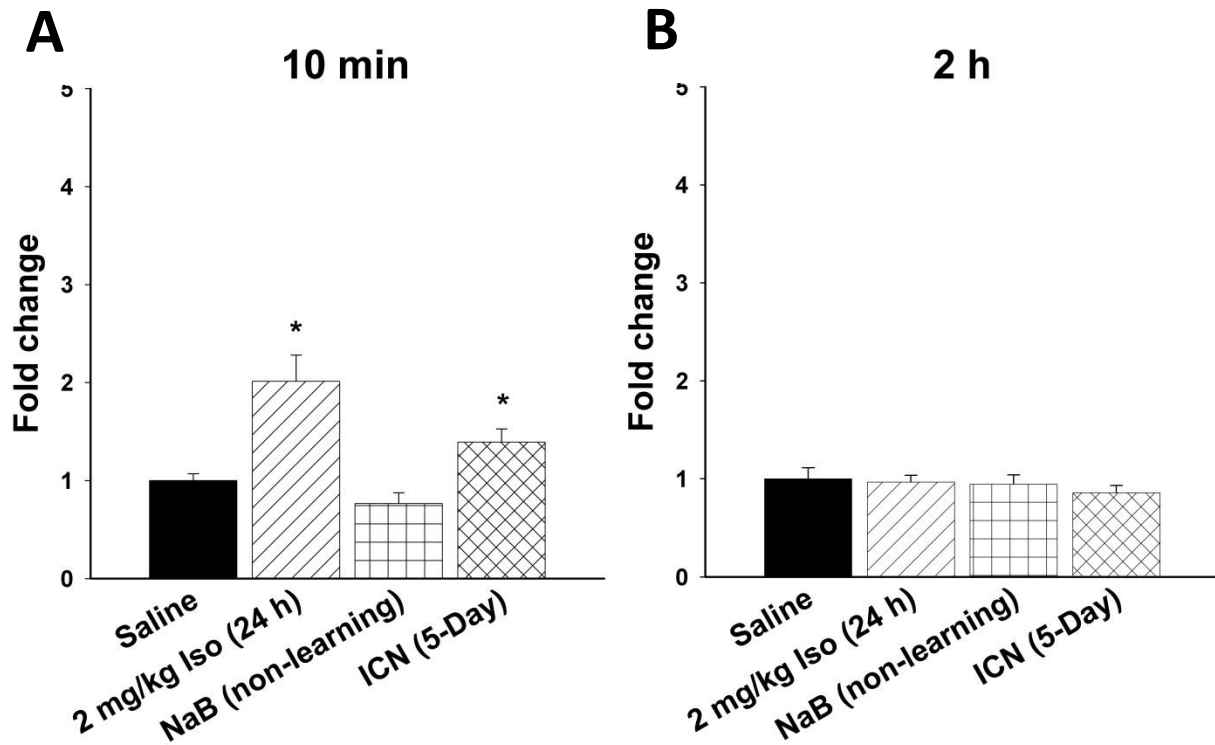 A
10 min
5
4
3
2
1
0
Fold change
*
*
Saline
2 mg/kg Iso (24 h)
NaB (non-learning)
ICN (5-Day)
B
2 h
5
4
3
2
1
0
Fold change
Saline
2 mg/kg Iso (24 h)
NaB (non-learning)
ICN (5-Day)